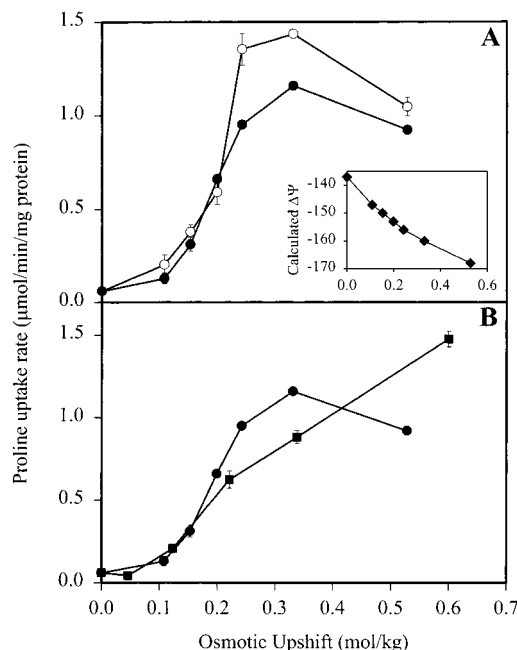 1.5
A
1.0
0.5
0.0
Calculated ΔΨ
-140
-150
-160
-170
0.0 0.2 0.4 0.6
Proline uptake rate (μmol/min/mg protein)
B
1.5
1.0
0.5
0.0
0.0 0.1 0.2 0.3 0.4 0.5 0.6 0.7
Osmotic Upshift (mol/kg)